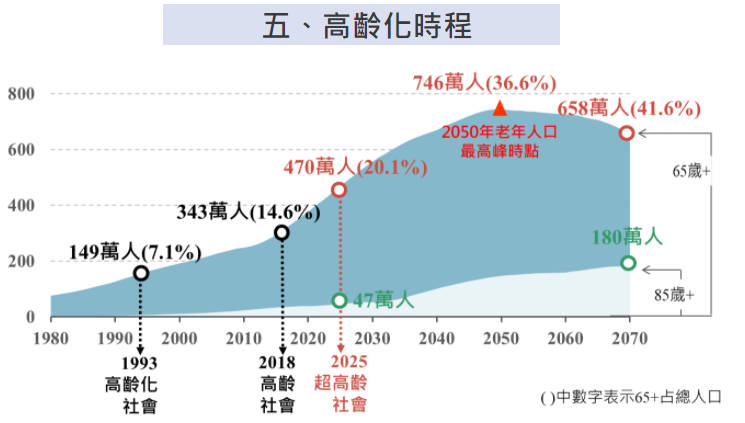 五、高齡化時程
746萬人(36.6%)
658萬人(41.6%)
2050年老年人口
最高峰時點
470萬人(20.1%)
65歲+
343萬人(14.6%)
149萬人(7.1%)
180萬人
47萬人
85歲+
800
600
400
200
0
1980 1990 2000 2010 2020 2030 2040 2050 2060 2070
1993
高齡化
社會
2018
高齡
社會
2025
超高齡
社會
( )中數字表示65+占總人口